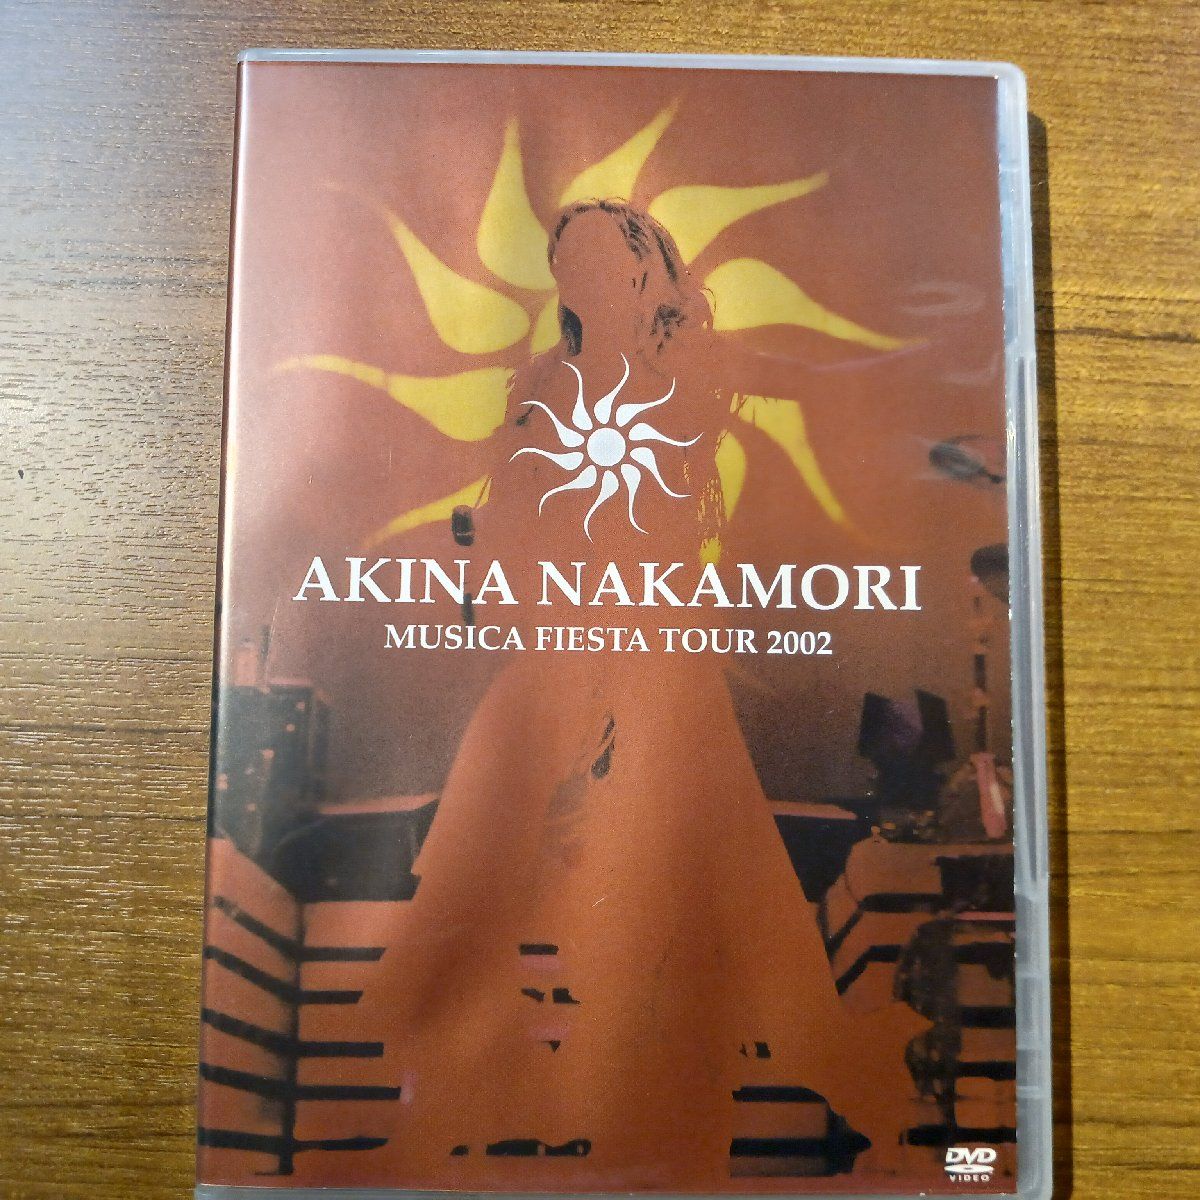 AKINA NAKAMORI
MUSICA FIESTA TOUR 2002
DVD
VIDEO